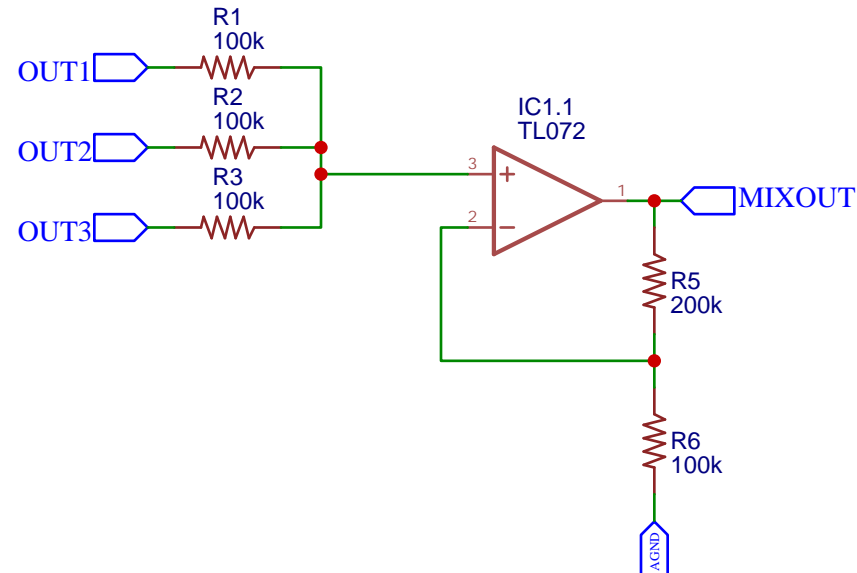 R1
100k
OUT1
R2
100k
OUT2
R3
100k
OUT3
IC1.1
TL072
3
2
1
MIXOUT
R5
200k
R6
100k
AGND